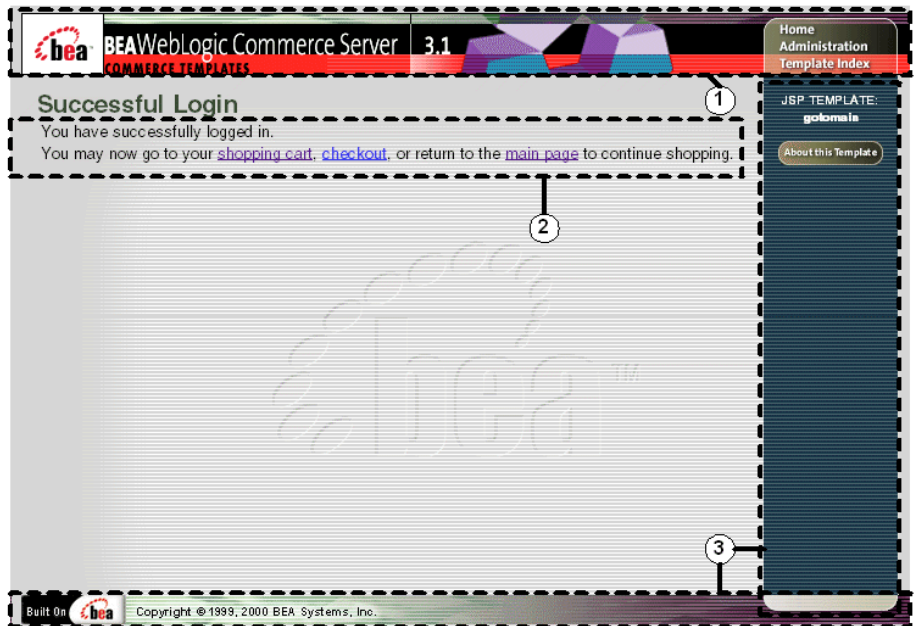 bea
BEAWebLogic Commerce Server 3.1
COMMERCE TEMPLATES
Home
Administration
Template Index
1
Successful Login
You have successfully logged in.
You may now go to your shopping cart, checkout, or return to the main page to continue shopping.
2
JSP TEMPLATE:
gotomain
About this Template
bea™
3
Built On bea Copyright ©1999, 2000 BEA Systems, Inc.